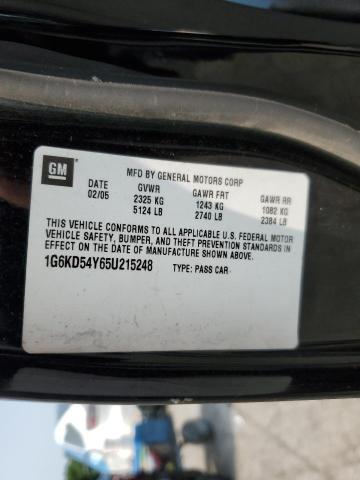 GM
MFD BY GENERAL MOTORS CORP
DATE GVWR GAWR FRT GAWR RR
02/05 2325 KG 1243 KG 1082 KG
5124 LB 2740 LB 2384 LB
THIS VEHICLE CONFORMS TO ALL APPLICABLE U.S. FEDERAL MOTOR
VEHICLE SAFETY, BUMPER, AND THEFT PREVENTION STANDARDS IN
EFFECT ON THE DATE OF MANUFACTURE SHOWN ABOVE.
1G6KD54Y65U215248 TYPE: PASS CAR